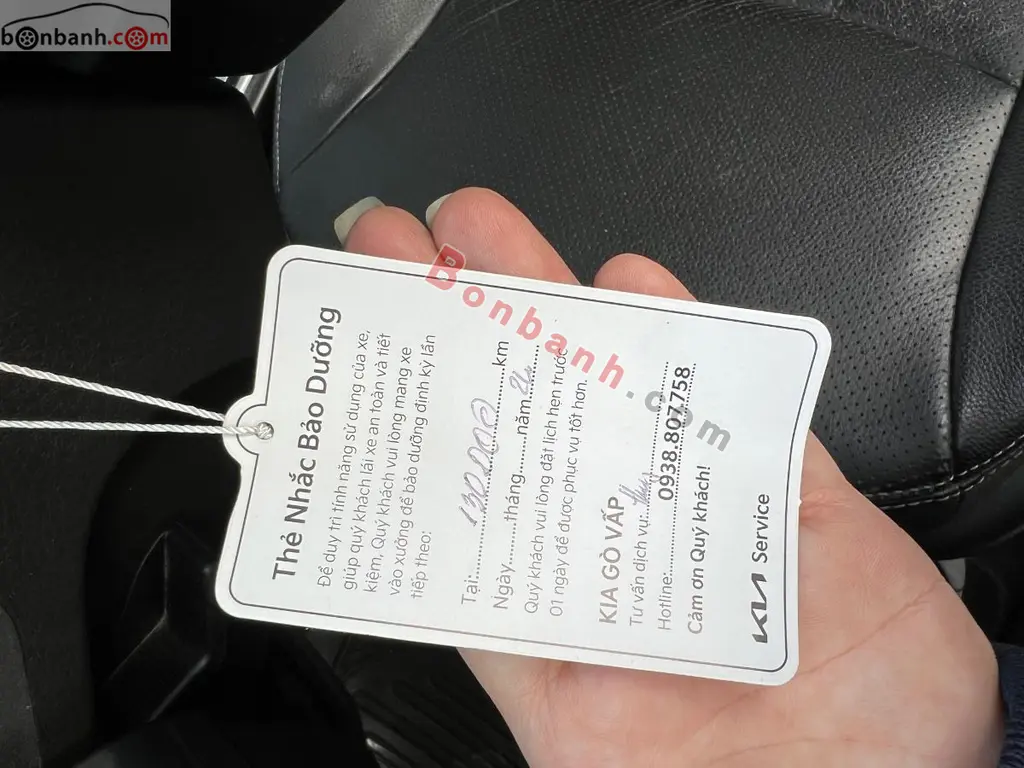 bonbanh.com
Thẻ Nhắc Bảo Dưỡng
Để duy trì tính năng sử dụng của xe,
giúp quý khách lái xe an toàn và tiết
kiệm, Quý khách vui lòng mang xe
vào xưởng để bảo dưỡng định kỳ lần
tiếp theo:
Tại:..........130.000..........km
Ngày..........tháng..........năm..........
Quý khách vui lòng đặt lịch hẹn trước
01 ngày để được phục vụ tốt hơn.
KIA GÒ VẤP
Tư vấn dịch vụ:..........
Hotline:..........0938.807.758
Cảm ơn Quý khách!
KIA Service
Bonbanh.com